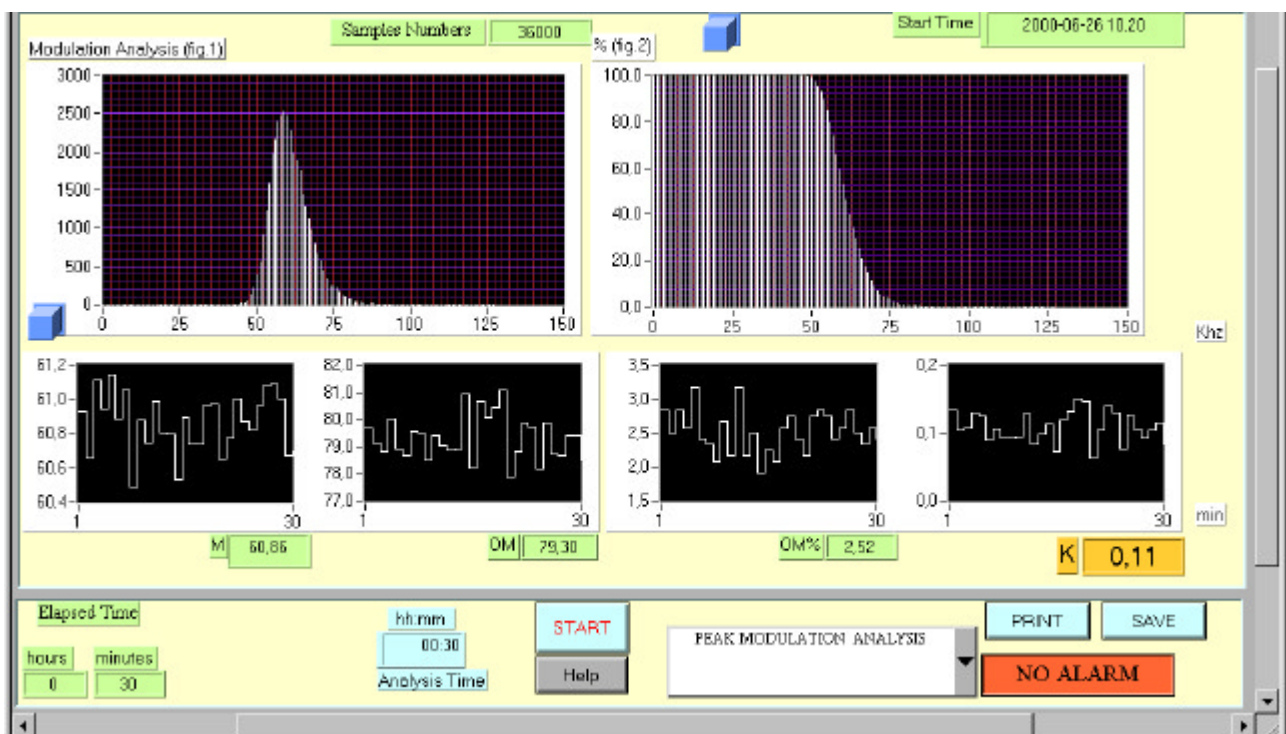 Samples Numbers 36000
Start Time 2000-06-26 10.20
Modulation Analysis (fig.1)
% (fig.2)
3000
2500
2000
1500
1000
500
0
0 25 50 75 100 125 150
100,0
80,0
60,0
40,0
20,0
0,0
0 25 50 75 100 125 150
Khz
61,2
61,0
60,8
60,6
60,4
1 30
82,0
81,0
80,0
79,0
78,0
77,0
1 30
3,5
3,0
2,5
2,0
1,5
1 30
0,2
0,1
0,0
1 30
min
M 60,86
OM 79,30
OM% 2,52
K 0,11
Elapsed Time
hours minutes
0 30
hh:mm
00:30
Analysis Time
START
Help
PEAK MODULATION ANALYSIS
PRINT SAVE
NO ALARM